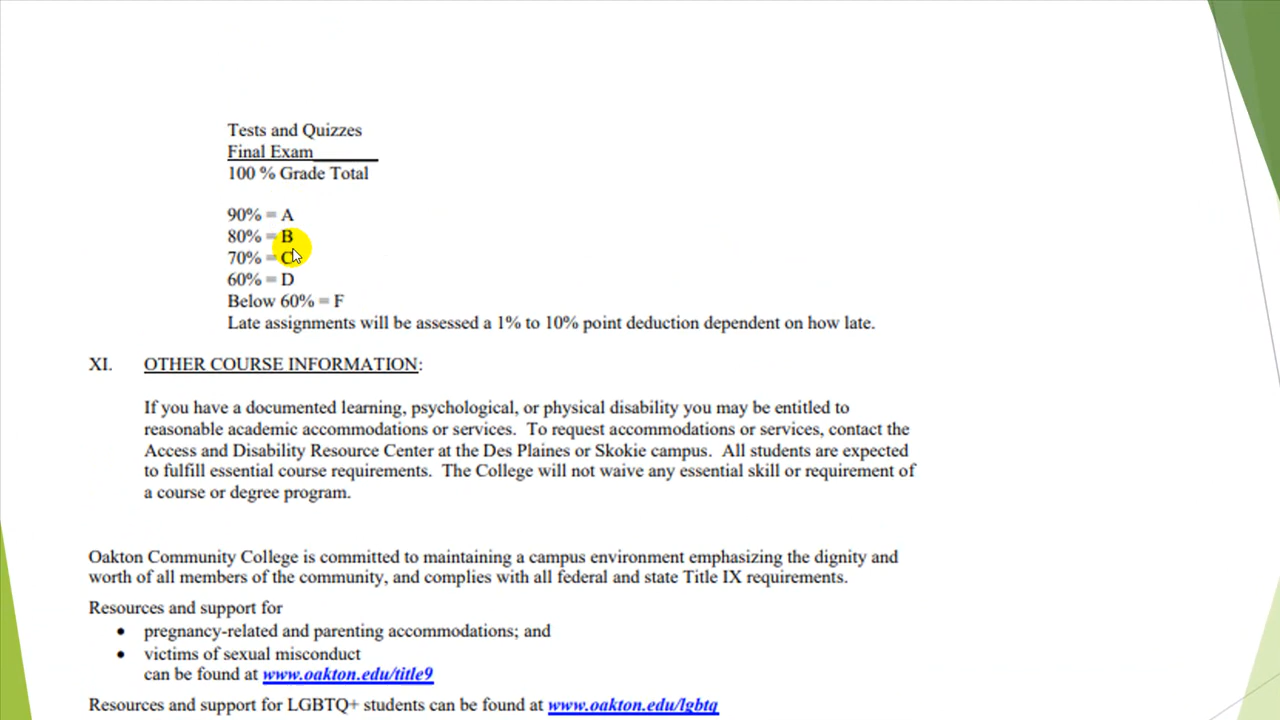 Tests and Quizzes
Final Exam______
100 % Grade Total
90% = A
80% = B
70% = C
60% = D
Below 60% = F
Late assignments will be assessed a 1% to 10% point deduction dependent on how late.
XI. OTHER COURSE INFORMATION:
If you have a documented learning, psychological, or physical disability you may be entitled to
reasonable academic accommodations or services. To request accommodations or services, contact the
Access and Disability Resource Center at the Des Plaines or Skokie campus. All students are expected
to fulfill essential course requirements. The College will not waive any essential skill or requirement of
a course or degree program.
Oakton Community College is committed to maintaining a campus environment emphasizing the dignity and
worth of all members of the community, and complies with all federal and state Title IX requirements.
Resources and support for
• pregnancy-related and parenting accommodations; and
• victims of sexual misconduct
can be found at www.oakton.edu/title9
Resources and support for LGBTQ+ students can be found at www.oakton.edu/lgbtq